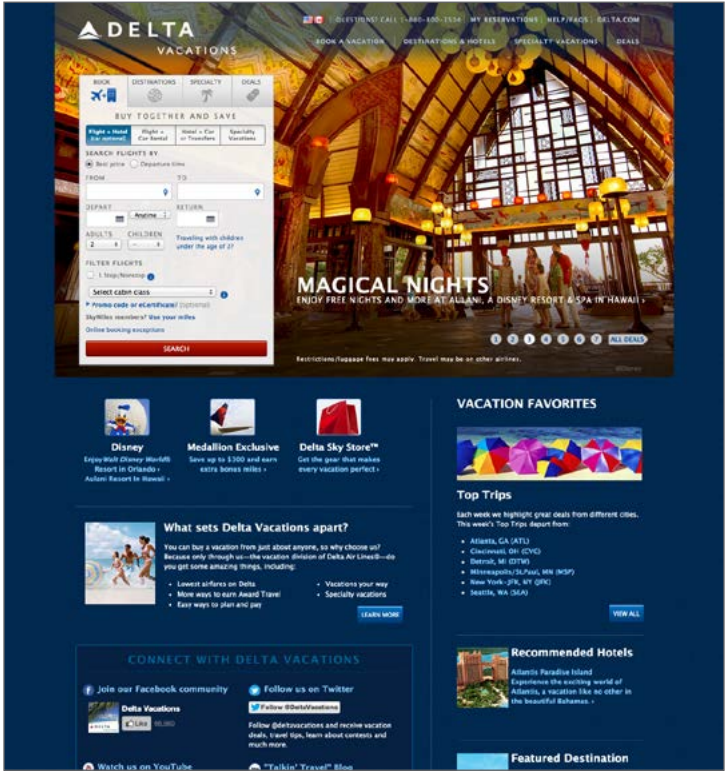 DELTA
VACATIONS
QUESTIONS? CALL 1-800-800-1504 | MY RESERVATIONS | HELP/FAQS | DELTA.COM
BOOK A VACATION | DESTINATIONS & HOTELS | SPECIALTY VACATIONS | DEALS
BOOK DESTINATIONS SPECIALTY DEALS
BUY TOGETHER AND SAVE
Flight + Hotel (car optional)
Flight + Car Rental
Hotel + Car or Transfers
Specialty Vacations
SEARCH FLIGHTS BY
Best price Departure time
FROM TO
DEPART RETURN
Anytime
ADULTS CHILDREN
2 -
Traveling with children
under the age of 2?
FILTER FLIGHTS
1 Stop/Nonstop
Select cabin class
Promo code or eCertificate? (optional)
SkyMiles members? Use your miles
Online booking exceptions
SEARCH
MAGICAL NIGHTS
ENJOY FREE NIGHTS AND MORE AT AULANI, A DISNEY RESORT & SPA IN HAWAII ›
1 2 3 4 5 6 7 ALL DEALS
Restrictions/luggage fees may apply. Travel may be on other airlines.
©Disney
Disney
Enjoy Walt Disney World®
Resort in Orlando ›
Aulani Resort In Hawaii ›
Medallion Exclusive
Save up to $300 and earn
extra bonus miles ›
Delta Sky Store™
Get the gear that makes
every vacation perfect ›
What sets Delta Vacations apart?
You can buy a vacation from just about anyone, so why choose us?
Because only through us—the vacation division of Delta Air Lines®—do
you get some amazing things, including:
• Lowest airfares on Delta
• More ways to earn Award Travel
• Easy ways to plan and pay
• Vacations your way
• Specialty vacations
LEARN MORE
CONNECT WITH DELTA VACATIONS
Join our Facebook community
Delta Vacations
Like
Follow us on Twitter
Follow @DeltaVacations
Follow @deltavacations and receive vacation
deals, travel tips, learn about contests and
much more.
Watch us on YouTube
"Talkin' Travel" Blog
VACATION FAVORITES
Top Trips
Each week we highlight great deals from different cities.
This week's Top Trips depart from:
• Atlanta, GA (ATL)
• Cincinnati, OH (CVG)
• Detroit, MI (DTW)
• Minneapolis/St.Paul, MN (MSP)
• New York-JFK, NY (JFK)
• Seattle, WA (SEA)
VIEW ALL
Recommended Hotels
Atlantis Paradise Island
Experience the exciting world of
Atlantis, a vacation like no other in
the beautiful Bahamas. ›
Featured Destination